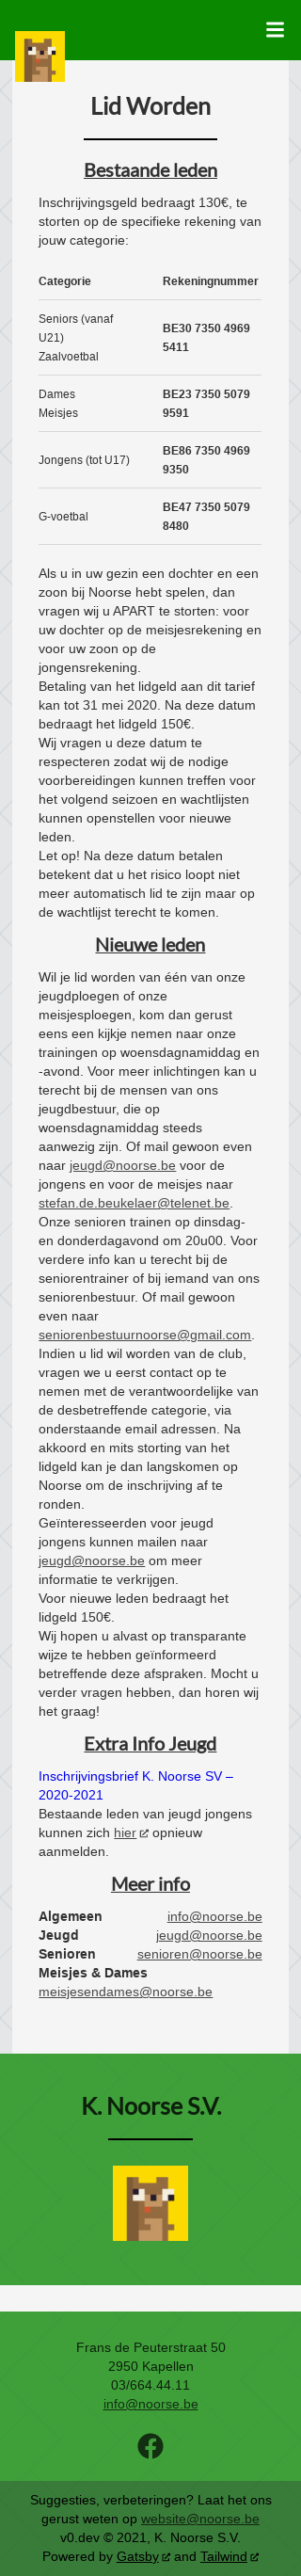 Lid Worden
Bestaande leden
Inschrijvingsgeld bedraagt 130€, te
storten op de specifieke rekening van
jouw categorie:
Categorie Rekeningnummer
Seniors (vanaf
U21)
Zaalvoetbal
BE30 7350 4969
5411
Dames
Meisjes
BE23 7350 5079
9591
Jongens (tot U17)
BE86 7350 4969
9350
G-voetbal
BE47 7350 5079
8480
Als u in uw gezin een dochter en een
zoon bij Noorse hebt spelen, dan
vragen wij u APART te storten: voor
uw dochter op de meisjesrekening en
voor uw zoon op de
jongensrekening.
Betaling van het lidgeld aan dit tarief
kan tot 31 mei 2020. Na deze datum
bedraagt het lidgeld 150€.
Wij vragen u deze datum te
respecteren zodat wij de nodige
voorbereidingen kunnen treffen voor
het volgend seizoen en wachtlijsten
kunnen openstellen voor nieuwe
leden.
Let op! Na deze datum betalen
betekent dat u het risico loopt niet
meer automatisch lid te zijn maar op
de wachtlijst terecht te komen.
Nieuwe leden
Wil je lid worden van één van onze
jeugdploegen of onze
meisjesploegen, kom dan gerust
eens een kijkje nemen naar onze
trainingen op woensdagnamiddag en
-avond. Voor meer inlichtingen kan u
terecht bij de mensen van ons
jeugdbestuur, die op
woensdagnamiddag steeds
aanwezig zijn. Of mail gewoon even
naar jeugd@noorse.be voor de
jongens en voor de meisjes naar
stefan.de.beukelaer@telenet.be.
Onze senioren trainen op dinsdag-
en donderdagavond om 20u00. Voor
verdere info kan u terecht bij de
seniorentrainer of bij iemand van ons
seniorenbestuur. Of mail gewoon
even naar
seniorenbestuurnoorse@gmail.com.
Indien u lid wil worden van de club,
vragen we u eerst contact op te
nemen met de verantwoordelijke van
de desbetreffende categorie, via
onderstaande email adressen. Na
akkoord en mits storting van het
lidgeld kan je dan langskomen op
Noorse om de inschrijving af te
ronden.
Geïnteresseerden voor jeugd
jongens kunnen mailen naar
jeugd@noorse.be om meer
informatie te verkrijgen.
Voor nieuwe leden bedraagt het
lidgeld 150€.
Wij hopen u alvast op transparante
wijze te hebben geïnformeerd
betreffende deze afspraken. Mocht u
verder vragen hebben, dan horen wij
het graag!
Extra Info Jeugd
Inschrijvingsbrief K. Noorse SV –
2020-2021
Bestaande leden van jeugd jongens
kunnen zich hier opnieuw
aanmelden.
Meer info
Algemeen info@noorse.be
Jeugd jeugd@noorse.be
Senioren senioren@noorse.be
Meisjes & Dames
meisjesendames@noorse.be
K. Noorse S.V.
Frans de Peuterstraat 50
2950 Kapellen
03/664.44.11
info@noorse.be
Suggesties, verbeteringen? Laat het ons
gerust weten op website@noorse.be
v0.dev © 2021, K. Noorse S.V.
Powered by Gatsby and Tailwind